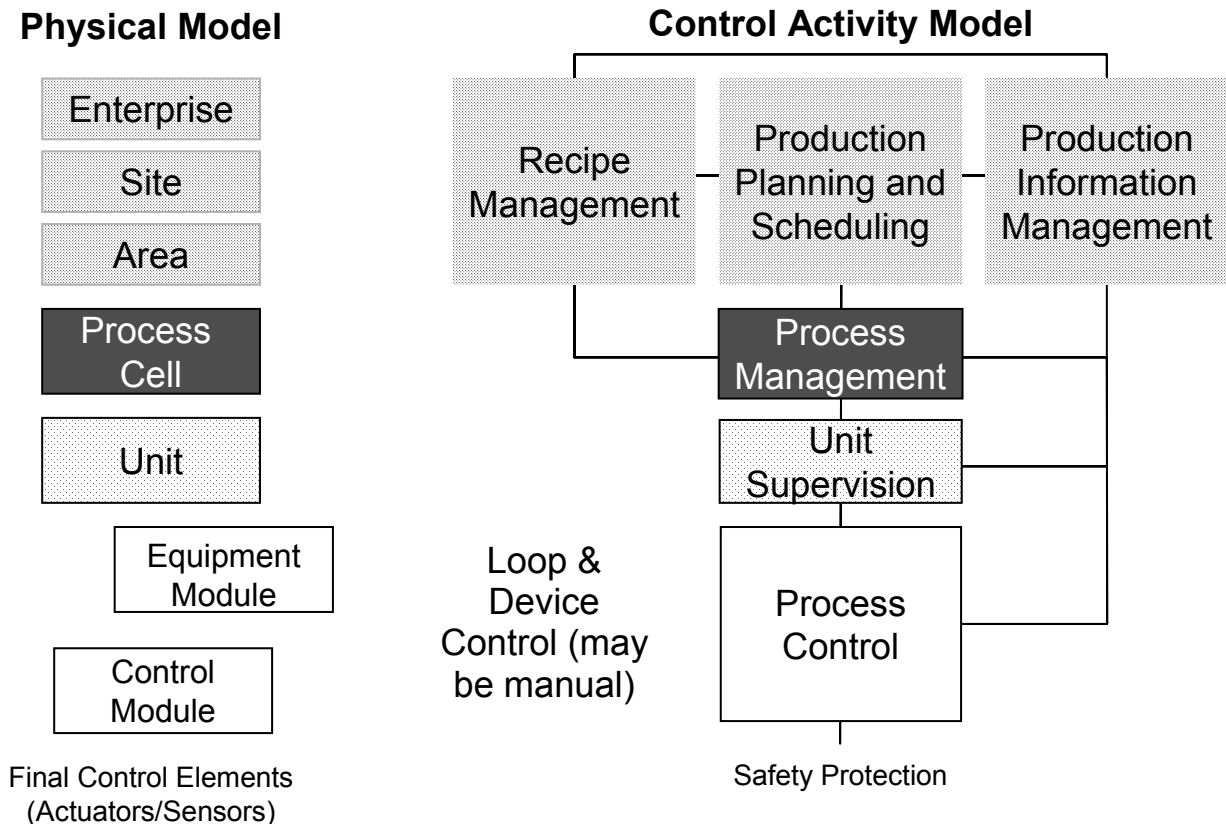 Physical Model
Enterprise
Site
Area
Process
Cell
Unit
Equipment
Module
Control
Module
Final Control Elements
(Actuators/Sensors)
Control Activity Model
Recipe
Management
Production
Planning and
Scheduling
Production
Information
Management
Process
Management
Unit
Supervision
Loop &
Device
Control (may
be manual)
Process
Control
Safety Protection